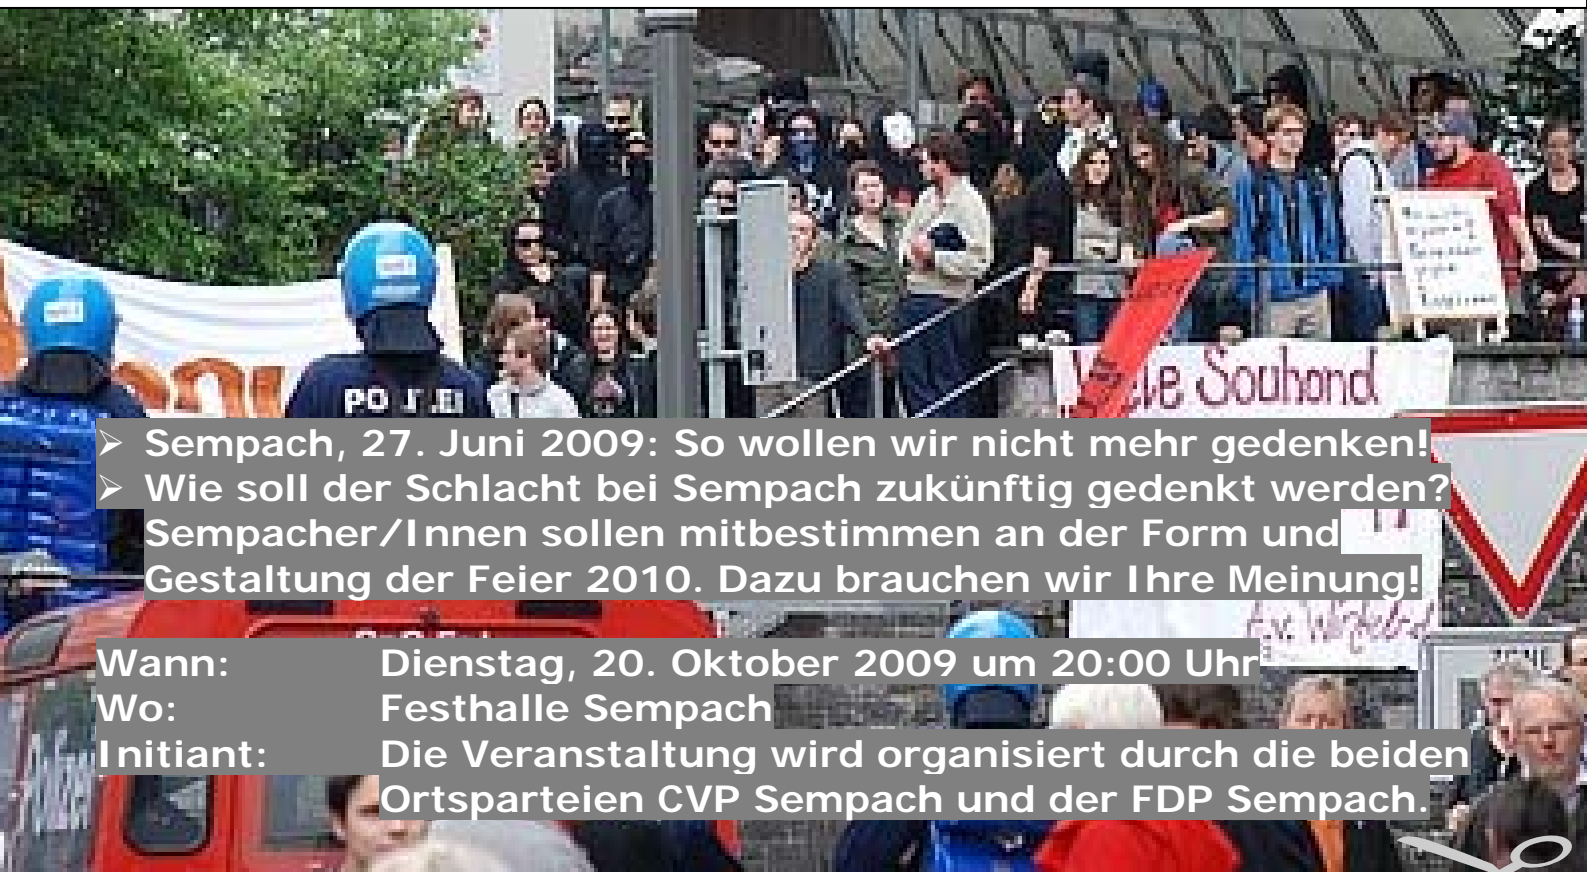 POLIZEI
Souhond
➢ Sempach, 27. Juni 2009: So wollen wir nicht mehr gedenken!
➢ Wie soll der Schlacht bei Sempach zukünftig gedenkt werden?
Sempacher/Innen sollen mitbestimmen an der Form und
Gestaltung der Feier 2010. Dazu brauchen wir Ihre Meinung!
Wann: Dienstag, 20. Oktober 2009 um 20:00 Uhr
Wo: Festhalle Sempach
Initiant: Die Veranstaltung wird organisiert durch die beiden
Ortsparteien CVP Sempach und der FDP Sempach.
Polizei